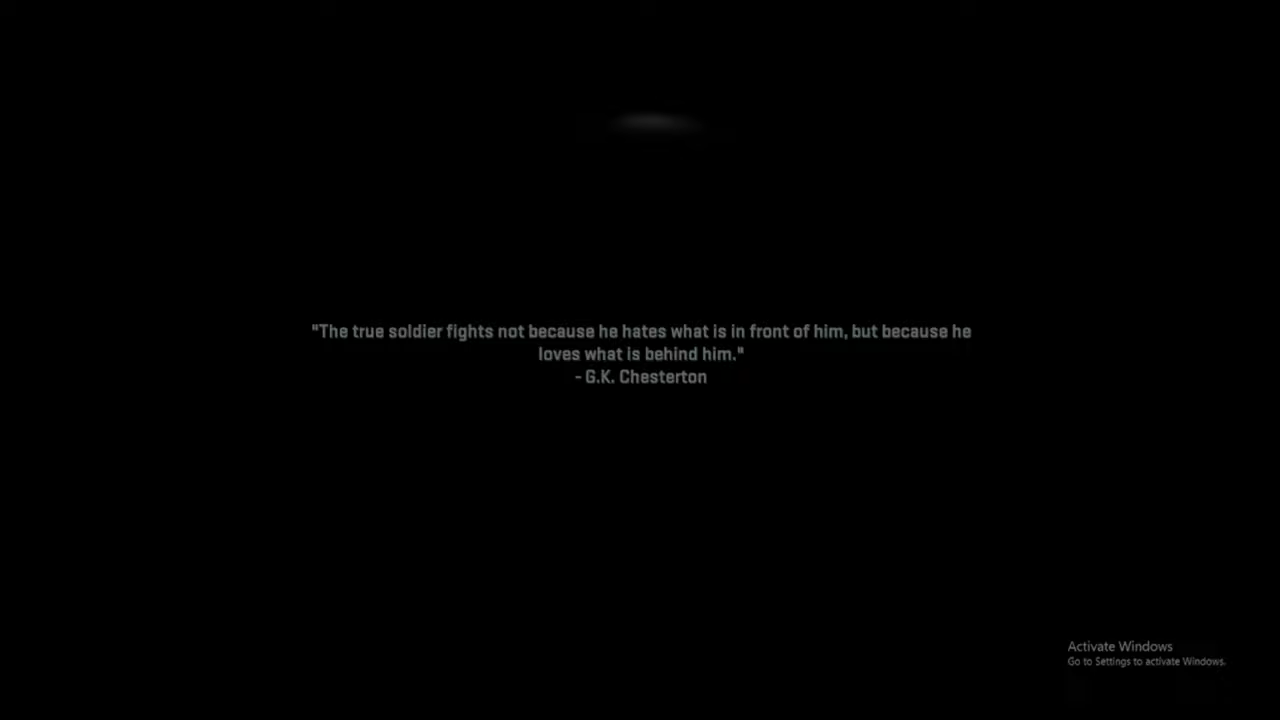 "The true soldier fights not because he hates what is in front of him, but because he
loves what is behind him."
- G.K. Chesterton
Activate Windows
Go to Settings to activate Windows.